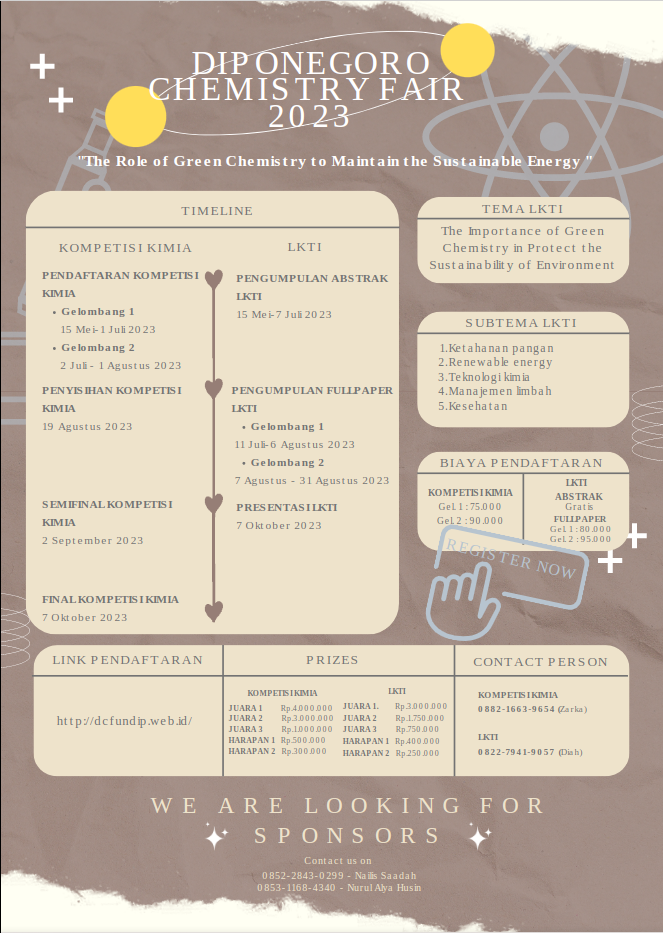 DIPONEGORO
CHEMISTRY FAIR
2023
"The Role of Green Chemistry to Maintain the Sustainable Energy "
TIMELINE
KOMPETISI KIMIA
PENDAFTARAN KOMPETISI
KIMIA
• Gelombang 1
15 Mei-1 Juli 2023
• Gelombang 2
2 Juli - 1 Agustus 2023
PENYISIHAN KOMPETISI
KIMIA
19 Agustus 2023
SEMIFINAL KOMPETISI
KIMIA
2 September 2023
FINAL KOMPETISI KIMIA
7 Oktober 2023
LKTI
PENGUMPULAN ABSTRAK
LKTI
15 Mei-7 Juli 2023
PENGUMPULAN FULLPAPER
LKTI
• Gelombang 1
11 Juli-6 Agustus 2023
• Gelombang 2
7 Agustus - 31 Agustus 2023
PRESENTASI LKTI
7 Oktober 2023
TEMA LKTI
The Importance of Green
Chemistry in Protect the
Sustainability of Environment
SUBTEMA LKTI
1.Ketahanan pangan
2.Renewable energy
3.Teknologi kimia
4.Manajemen limbah
5.Kesehatan
BIAYA PENDAFTARAN
KOMPETISI KIMIA
Gel. 1 : 75.000
Gel. 2 : 90.000
LKTI
ABSTRAK
Gratis
FULLPAPER
Gel. 1 : 80.000
Gel. 2 : 95.000
REGISTER NOW
LINK PENDAFTARAN
http://dcfundip.web.id/
PRIZES
KOMPETISI KIMIA
JUARA 1 Rp.4.000.000
JUARA 2 Rp.3.000.000
JUARA 3 Rp.1.000.000
HARAPAN 1 Rp.500.000
HARAPAN 2 Rp.300.000
LKTI
JUARA 1. Rp.3.000.000
JUARA 2 Rp.1.750.000
JUARA 3 Rp.750.000
HARAPAN 1 Rp.400.000
HARAPAN 2 Rp.250.000
CONTACT PERSON
KOMPETISI KIMIA
0882-1663-9654 (Zarka)
LKTI
0822-7941-9057 (Diah)
WE ARE LOOKING FOR
SPONSORS
Contact us on
0852-2843-0299 - Nailis Saadah
0853-1168-4340 - Nurul Alya Husin